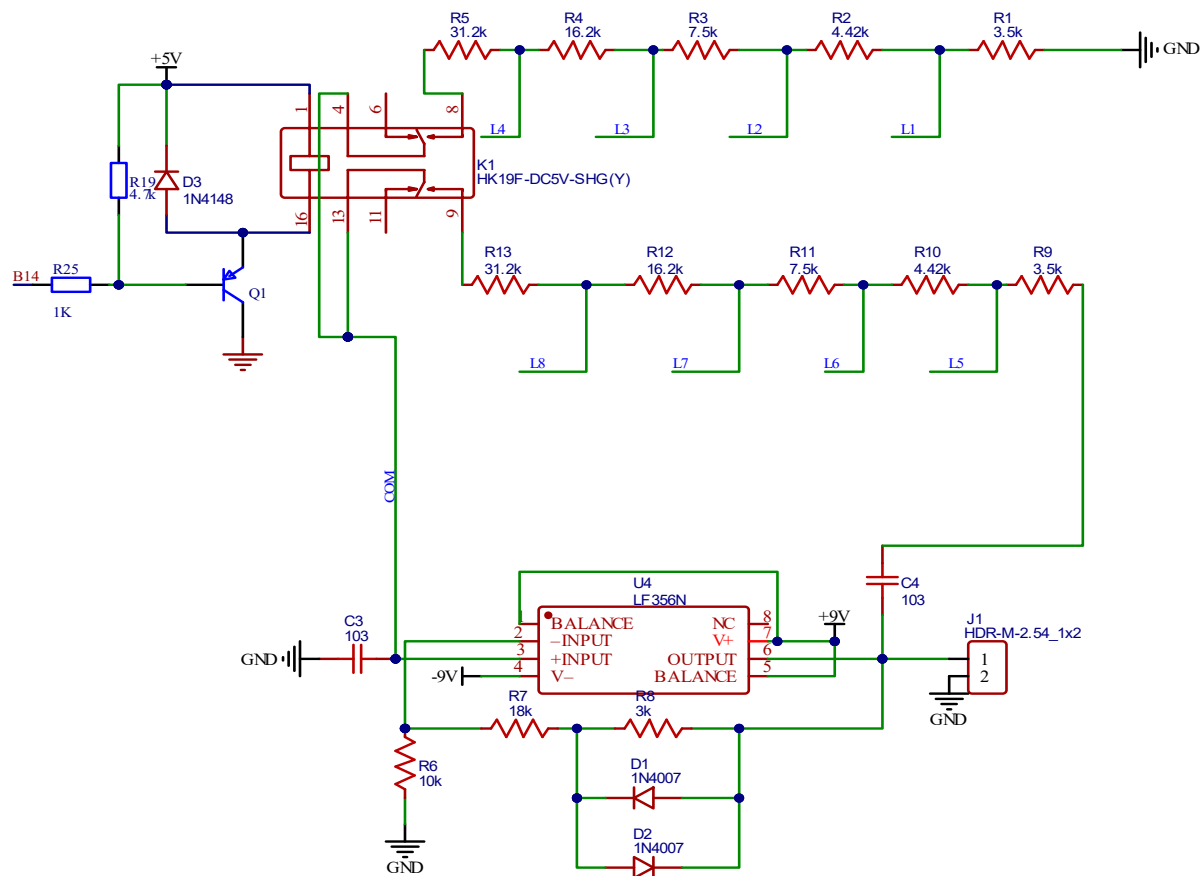 R5
31.2k
R4
16.2k
R3
7.5k
R2
4.42k
R1
3.5k
GND
+5V
1
4
6
8
L4
L3
L2
L1
K1
HK19F-DC5V-SHG(Y)
R19
4.7k
D3
1N4148
16
13
11
9
B14
R25
1K
Q1
R13
31.2k
R12
16.2k
R11
7.5k
R10
4.42k
R9
3.5k
L8
L7
L6
L5
COM
U4
LF356N
C4
103
C3
103
GND
1
2
3
4
BALANCE
−INPUT
+INPUT
V−
NC
V+
OUTPUT
BALANCE
8
7
6
5
+9V
-9V
J1
HDR-M-2.54_1x2
1
2
GND
R7
18k
R8
3k
R6
10k
D1
1N4007
D2
1N4007
GND